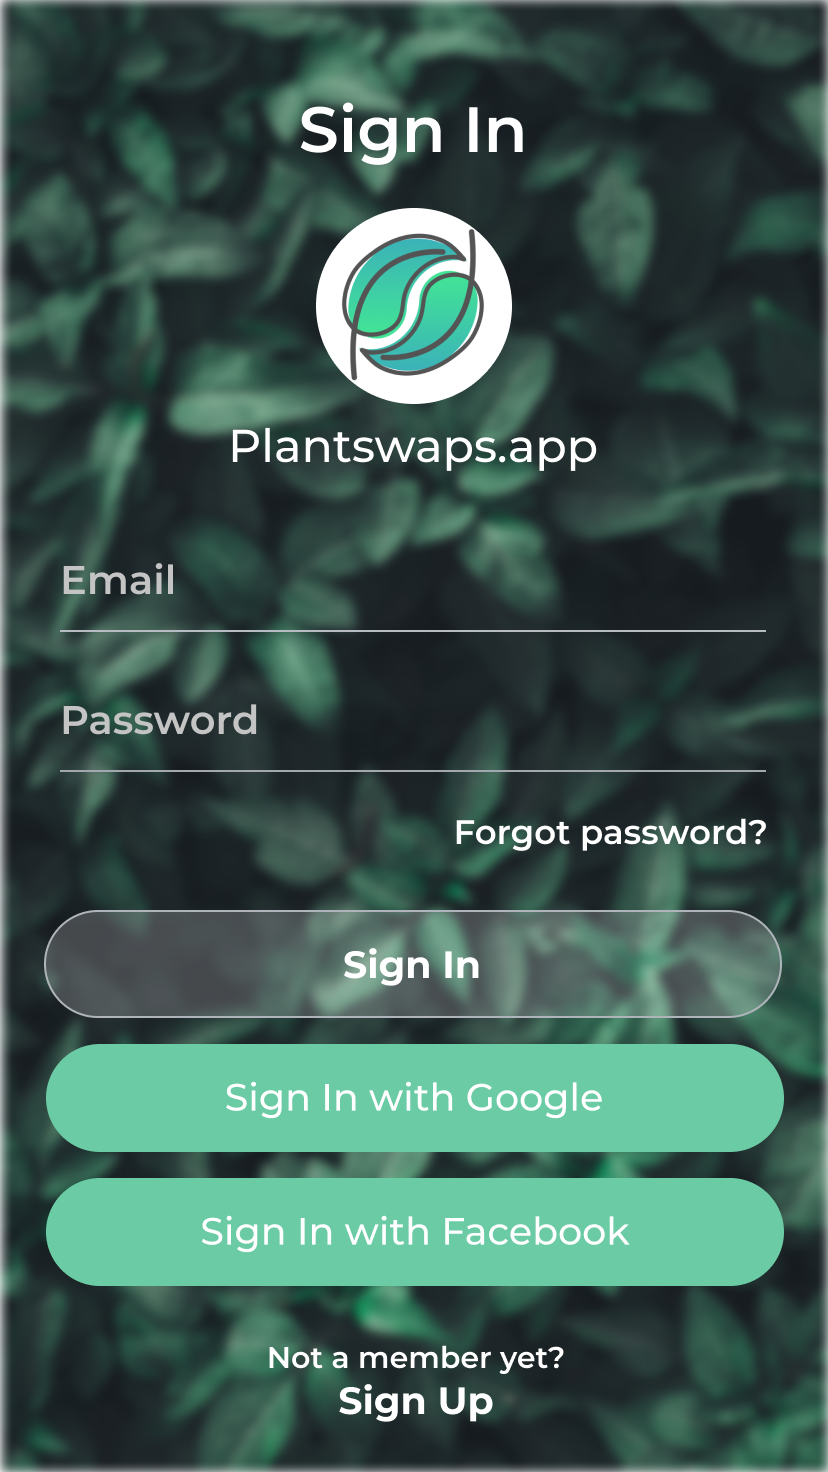 Sign In
Plantswaps.app
Email
Password
Forgot password?
Sign In
Sign In with Google
Sign In with Facebook
Not a member yet?
Sign Up